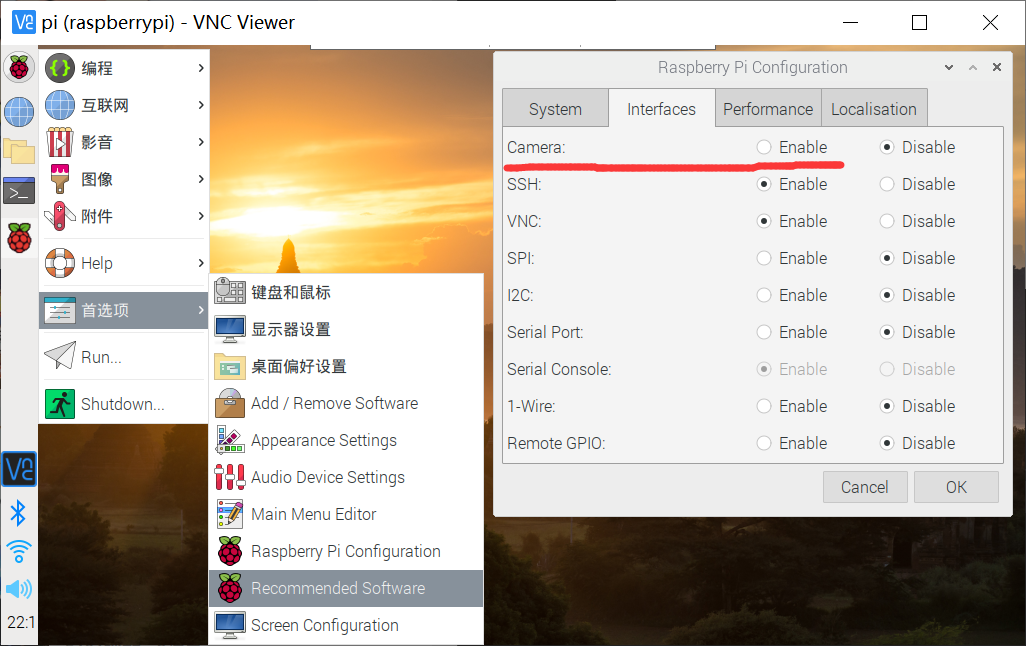 pi (raspberrypi) - VNC Viewer
编程
互联网
影音
图像
附件
Help
首选项
Run...
Shutdown...
22:1
键盘和鼠标
显示器设置
桌面偏好设置
Add / Remove Software
Appearance Settings
Audio Device Settings
Main Menu Editor
Raspberry Pi Configuration
Recommended Software
Screen Configuration
Raspberry Pi Configuration
System Interfaces Performance Localisation
Camera: Enable Disable
SSH: Enable Disable
VNC: Enable Disable
SPI: Enable Disable
I2C: Enable Disable
Serial Port: Enable Disable
Serial Console: Enable Disable
1-Wire: Enable Disable
Remote GPIO: Enable Disable
Cancel OK